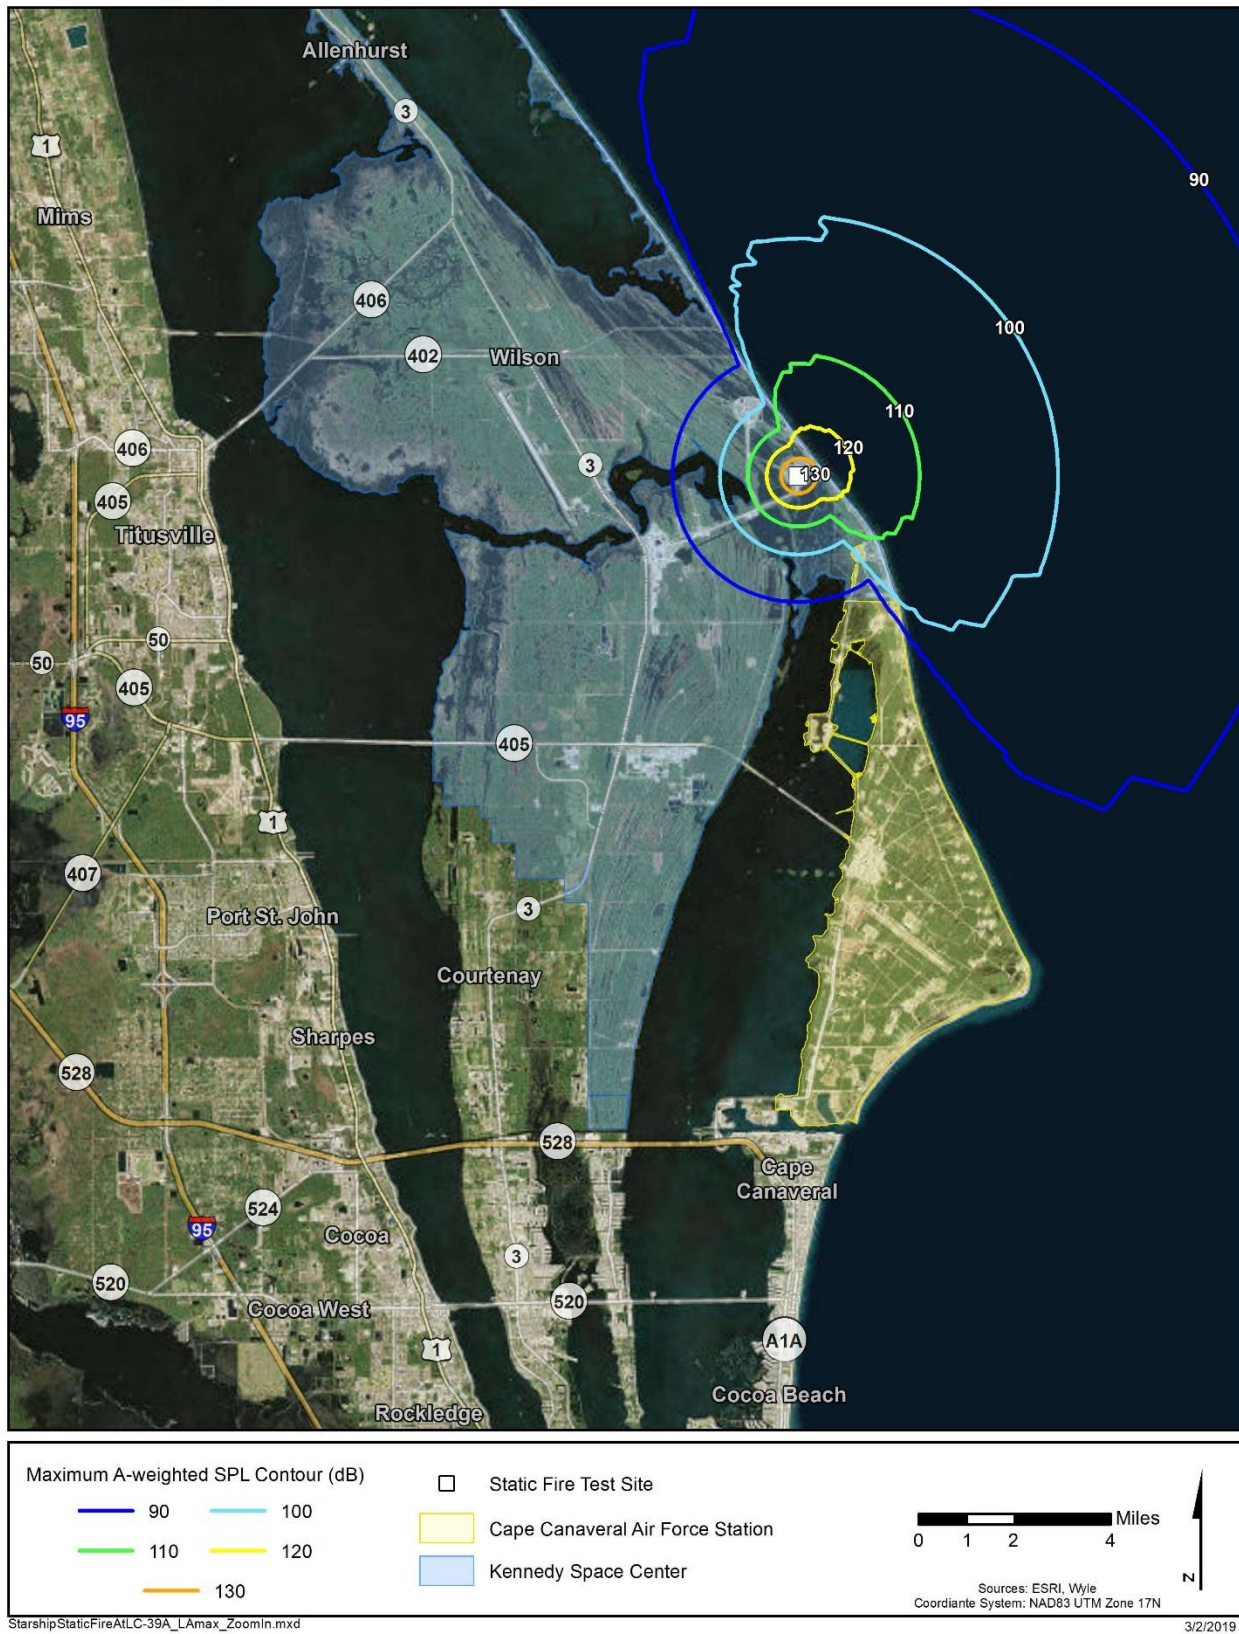 Allenhurst
3
1
Mims
90
406
100
402
Wilson
110
406
120
3
130
405
Titusville
50
50
405
95
405
1
407
Port St. John
3
Courtenay
Sharpes
528
528
Cape
Canaveral
524
95
Cocoa
3
520
520
Cocoa West
A1A
1
Cocoa Beach
Rockledge
Maximum A-weighted SPL Contour (dB)
90
100
110
120
130
Static Fire Test Site
Cape Canaveral Air Force Station
Kennedy Space Center
Miles
0 1 2 4
N
Sources: ESRI, Wyle
Coordiante System: NAD83 UTM Zone 17N
StarshipStaticFireAtLC-39A_LAmax_ZoomIn.mxd
3/2/2019